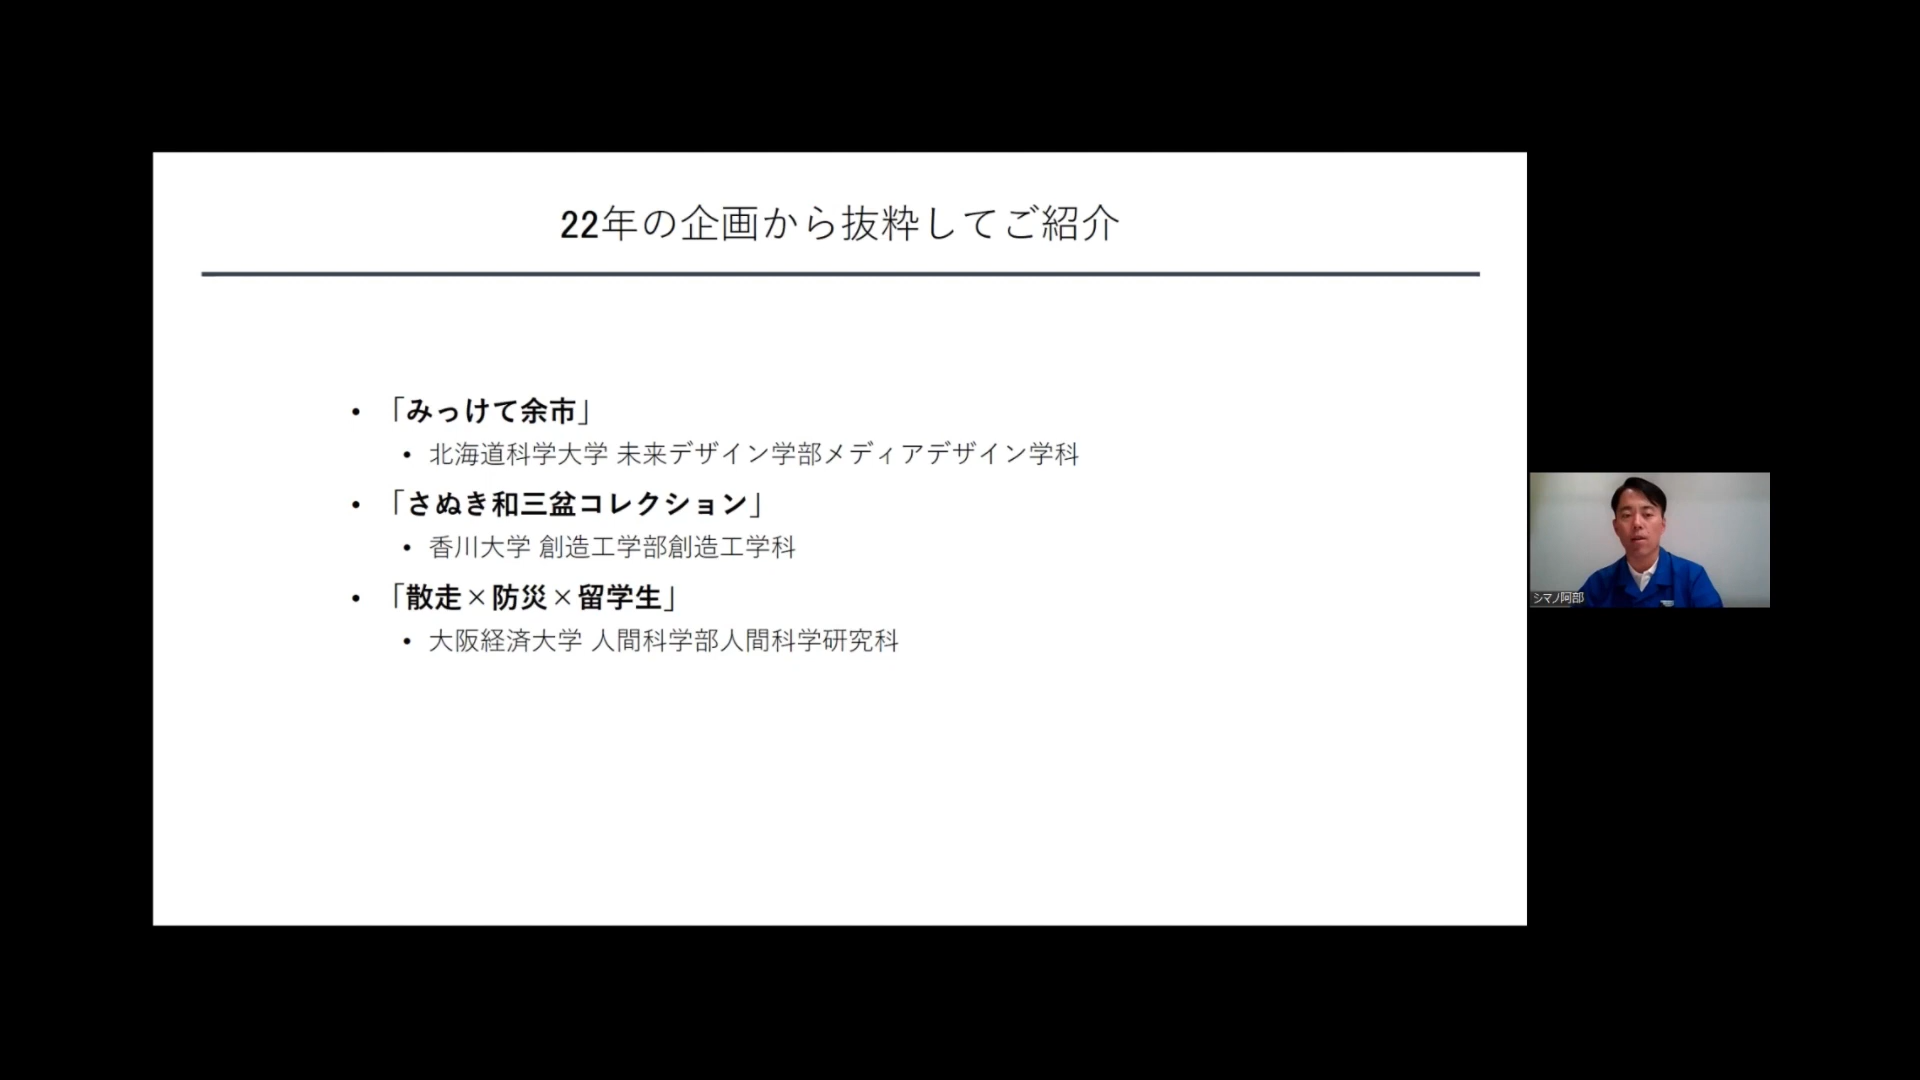 22年の企画から抜粋してご紹介
• 「みっけて余市」
• 北海道科学大学 未来デザイン学部メディアデザイン学科
• 「さぬき和三盆コレクション」
• 香川大学 創造工学部創造工学科
• 「散走×防災×留学生」
• 大阪経済大学 人間科学部人間科学研究科
シマノ阿部